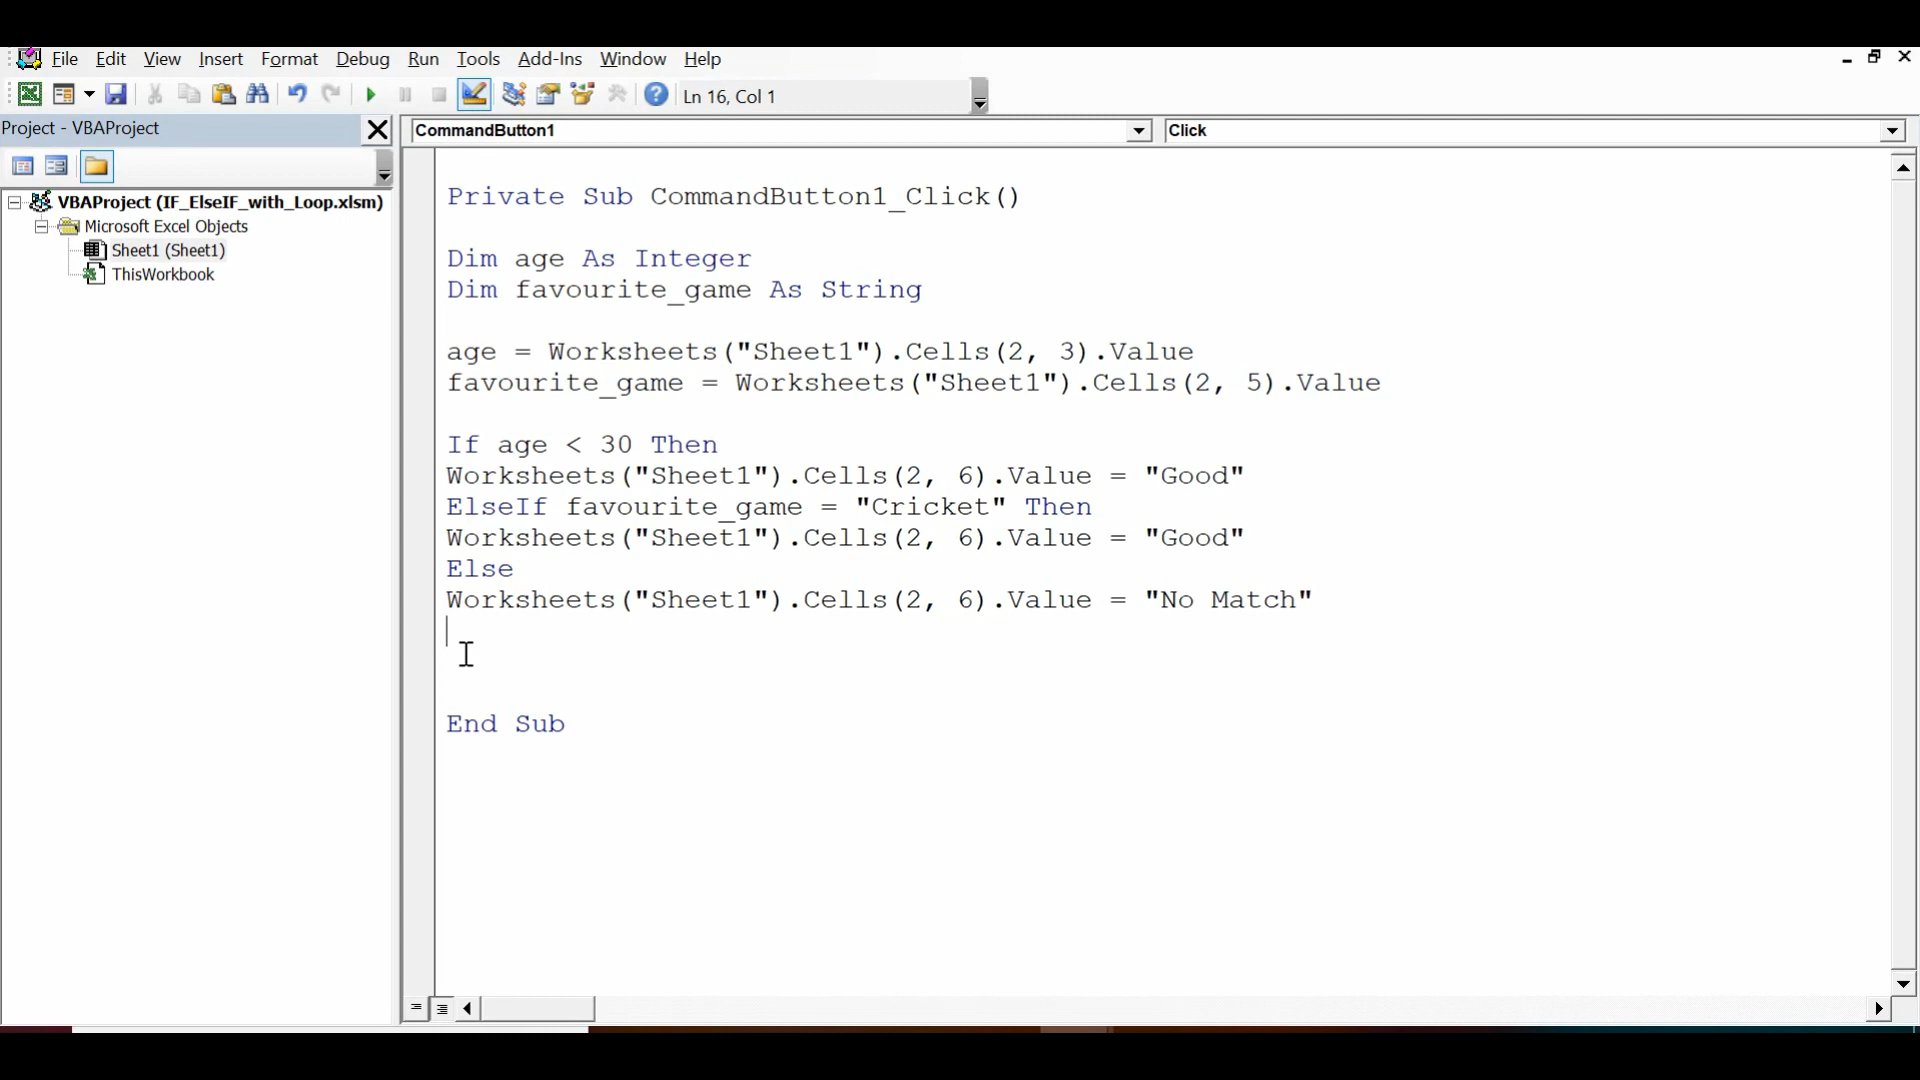 File Edit View Insert Format Debug Run Tools Add-Ins Window Help
Ln 16, Col 1
Project - VBAProject
CommandButton1 Click
VBAProject (IF_ElseIF_with_Loop.xlsm)
Microsoft Excel Objects
Sheet1 (Sheet1)
ThisWorkbook
Private Sub CommandButton1_Click()
Dim age As Integer
Dim favourite_game As String
age = Worksheets("Sheet1").Cells(2, 3).Value
favourite_game = Worksheets("Sheet1").Cells(2, 5).Value
If age < 30 Then
Worksheets("Sheet1").Cells(2, 6).Value = "Good"
ElseIf favourite_game = "Cricket" Then
Worksheets("Sheet1").Cells(2, 6).Value = "Good"
Else
Worksheets("Sheet1").Cells(2, 6).Value = "No Match"
End Sub